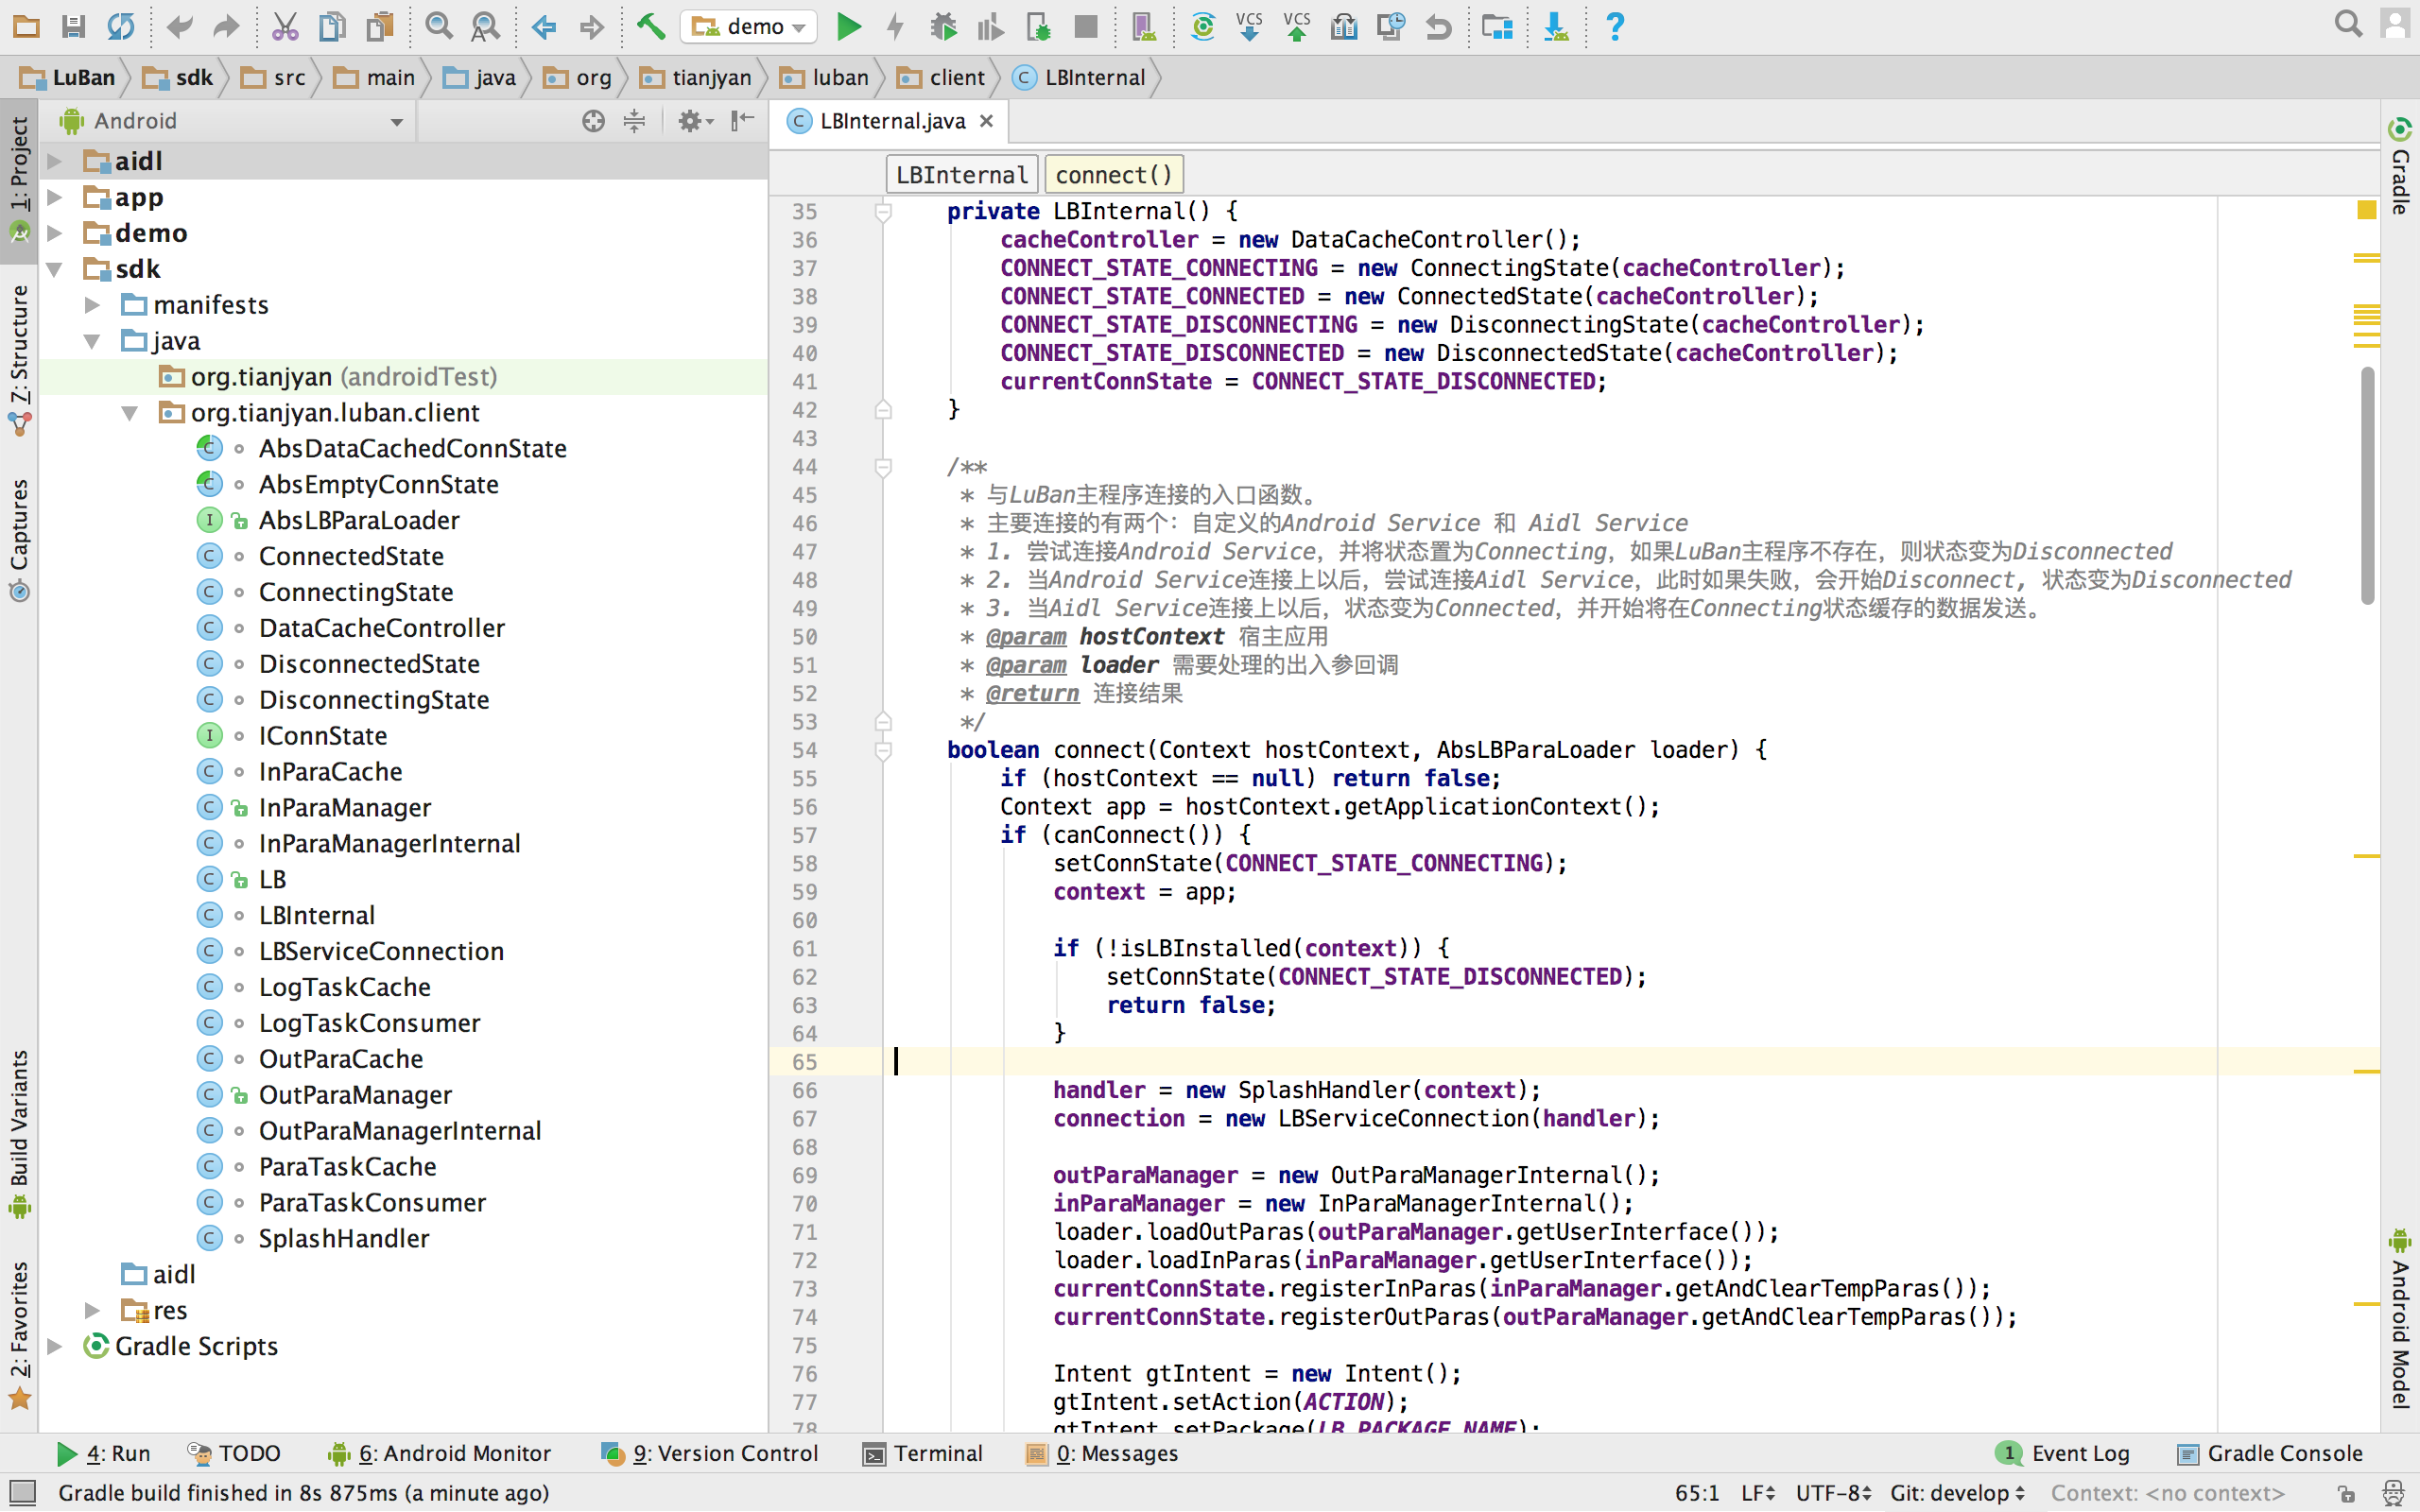 demo
VCS VCS
LuBan sdk src main java org tianjyan luban client LBInternal
1: Project
7: Structure
Captures
Build Variants
2: Favorites
Android
aidl
app
demo
sdk
manifests
java
org.tianjyan (androidTest)
org.tianjyan.luban.client
AbsDataCachedConnState
AbsEmptyConnState
AbsLBParaLoader
ConnectedState
ConnectingState
DataCacheController
DisconnectedState
DisconnectingState
IConnState
InParaCache
InParaManager
InParaManagerInternal
LB
LBInternal
LBServiceConnection
LogTaskCache
LogTaskConsumer
OutParaCache
OutParaManager
OutParaManagerInternal
ParaTaskCache
ParaTaskConsumer
SplashHandler
aidl
res
Gradle Scripts
LBInternal.java
LBInternal connect()
35 private LBInternal() {
36 cacheController = new DataCacheController();
37 CONNECT_STATE_CONNECTING = new ConnectingState(cacheController);
38 CONNECT_STATE_CONNECTED = new ConnectedState(cacheController);
39 CONNECT_STATE_DISCONNECTING = new DisconnectingState(cacheController);
40 CONNECT_STATE_DISCONNECTED = new DisconnectedState(cacheController);
41 currentConnState = CONNECT_STATE_DISCONNECTED;
42 }
43
44 /**
45 * 与LuBan主程序连接的入口函数。
46 * 主要连接的有两个：自定义的Android Service 和 Aidl Service
47 * 1. 尝试连接Android Service，并将状态置为Connecting，如果LuBan主程序不存在，则状态变为Disconnected
48 * 2. 当Android Service连接上以后，尝试连接Aidl Service，此时如果失败，会开始Disconnect, 状态变为Disconnected
49 * 3. 当Aidl Service连接上以后，状态变为Connected，并开始将在Connecting状态缓存的数据发送。
50 * @param hostContext 宿主应用
51 * @param loader 需要处理的出入参回调
52 * @return 连接结果
53 */
54 boolean connect(Context hostContext, AbsLBParaLoader loader) {
55 if (hostContext == null) return false;
56 Context app = hostContext.getApplicationContext();
57 if (canConnect()) {
58 setConnState(CONNECT_STATE_CONNECTING);
59 context = app;
60
61 if (!isLBInstalled(context)) {
62 setConnState(CONNECT_STATE_DISCONNECTED);
63 return false;
64 }
65
66 handler = new SplashHandler(context);
67 connection = new LBServiceConnection(handler);
68
69 outParaManager = new OutParaManagerInternal();
70 inParaManager = new InParaManagerInternal();
71 loader.loadOutParas(outParaManager.getUserInterface());
72 loader.loadInParas(inParaManager.getUserInterface());
73 currentConnState.registerInParas(inParaManager.getAndClearTempParas());
74 currentConnState.registerOutParas(outParaManager.getAndClearTempParas());
75
76 Intent gtIntent = new Intent();
77 gtIntent.setAction(ACTION);
78 gtIntent.setPackage(LB_PACKAGE_NAME);
Gradle
Android Model
4: Run TODO 6: Android Monitor 9: Version Control Terminal 0: Messages 1 Event Log Gradle Console
Gradle build finished in 8s 875ms (a minute ago) 65:1 LF UTF-8 Git: develop Context: <no context>